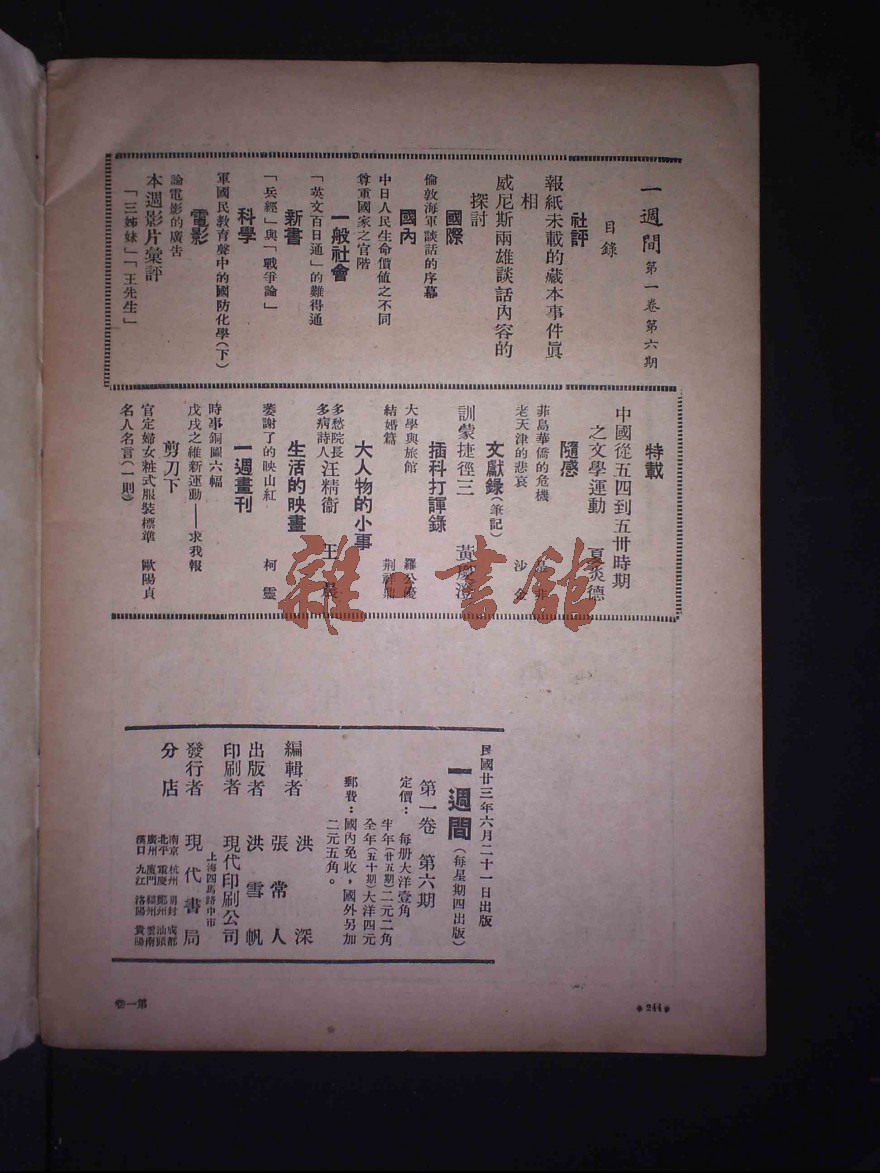 一週間 第一卷第六期
目錄
社評
報紙未載的藏本事件眞
相
威尼斯兩雄談話內容的
探討
國際
倫敦海軍談話的序幕
國內
中日人民生命價値之不同
尊重國家之官階
一般社會
「英文百日通」的難得通
新書
「兵經」與「戰爭論」
科學
軍國民敎育聲中的國防化學(下)
電影
論電影的廣告
本週影片彙評
「三姊妹」「王先生」
特載
中國從五四到五卅時期
之文學運動 夏炎德
隨感
菲島華僑的危機 非
老天津的悲哀 沙
文獻錄(筆記)
訓蒙捷徑三 黃慶澄
插科打諢錄
大學與旅館 羅公陵
結婚篇
大人物的小事
多愁院長
多病詩人 汪精衞 王
生活的映畫
萎謝了的映山紅 柯靈
一週畫刊
時事銅圖六幅
戊戌之維新運動——求我報
剪刀下
官定婦女粧式服裝標準 歐陽貞
名人名言(一則)
雜·書館
民國廿三年六月二十一日出版
一週間(每星期四出版)
第一卷 第六期
定價: 每册大洋壹角
半年(廿五期)二元二角
全年(五十期)大洋四元
郵費:國內免收,國外另加
二元五角。
編輯者 洪深
張常人
出版者 洪雪帆
印刷者 現代印刷公司
上海四馬路中市
發行者 現代書局
分店
南京 杭州 開封 成都
北平 重慶 鄭州 汕頭
廣州 廈門 福州 雲南
漢口 九江 洛陽 貴陽
第一卷
244